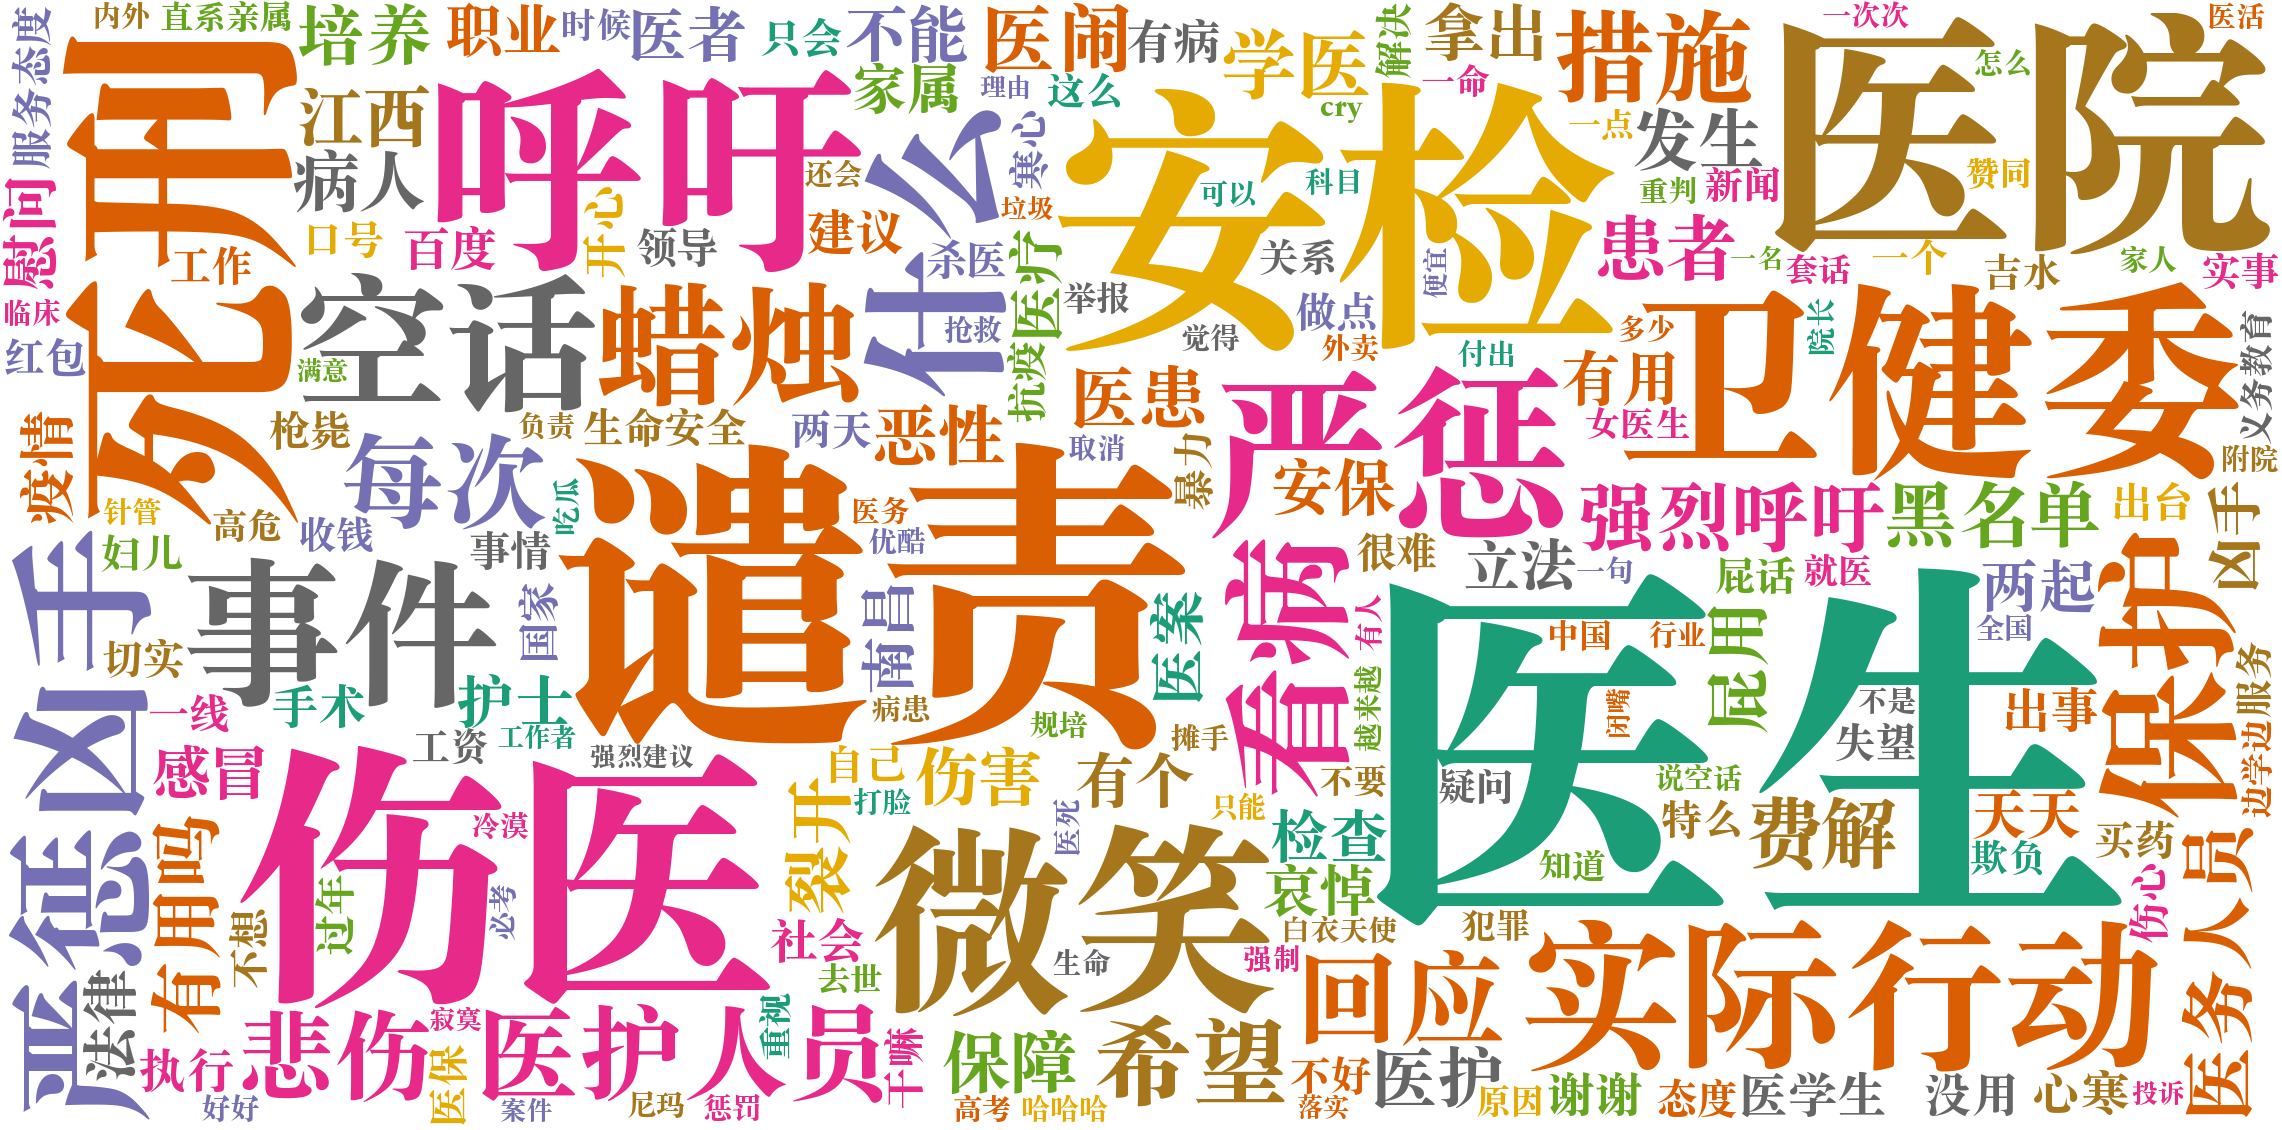 内外
直系亲属
培养
职业
时候
医者
只会
不能
医闹
有病
学医
解决
拿出
措施
一次次
医院
医活
怎么
服务态度
死刑
江西
呼吁
家属
理由
这么
什么
寒心
cry
一命
一点
发生
病人
还会
安检
可以
科目
重判
新闻
赞同
慰问
口号
百度
开心
领导
建议
垃圾
杀医
医疗
关系
便宜
患者
一名
套话
一个
吉水
家人
实事
工作
临床
空话
蜡烛
举报
做点
抢救
觉得
外卖
多少
院长
卫健委
义务教育
红包
满意
抗疫
付出
医患
严惩
有用
女医生
疫情
枪毙
负责
生命安全
两天
恶性
取消
暴力
安保
附院
每次
针管
高危
收钱
吃瓜
医务
优酷
谴责
强烈呼吁
黑名单
出台
凶手
妇儿
事情
很难
立法
一句
屁话
就医
两起
严惩凶手
事件
国家
南昌
医案
看病
有人
中国
行业
屁用
全国
保护
切实
一线
手术
护士
病患
规培
越来越
闭嘴
不是
出事
边学边服务
工资
工作者
强烈建议
摊手
失望
感冒
伤医
自己
伤害
有个
不要
疑问
说空话
医生
裂开
打脸
医死
只能
检查
特么
费解
天天
买药
有用吗
冷漠
微笑
知道
欺负
过年
必考
哀悼
伤心
医务人员
不想
社会
白衣天使
犯罪
去世
生命
强制
回应
实际行动
法律
悲伤
寂寞
医护人员
重视
干嘛
保障
希望
执行
医保
不好
医护
原因
谢谢
态度
医学生
没用
心寒
投诉
好好
案件
尼玛
惩罚
高考
哈哈哈
落实